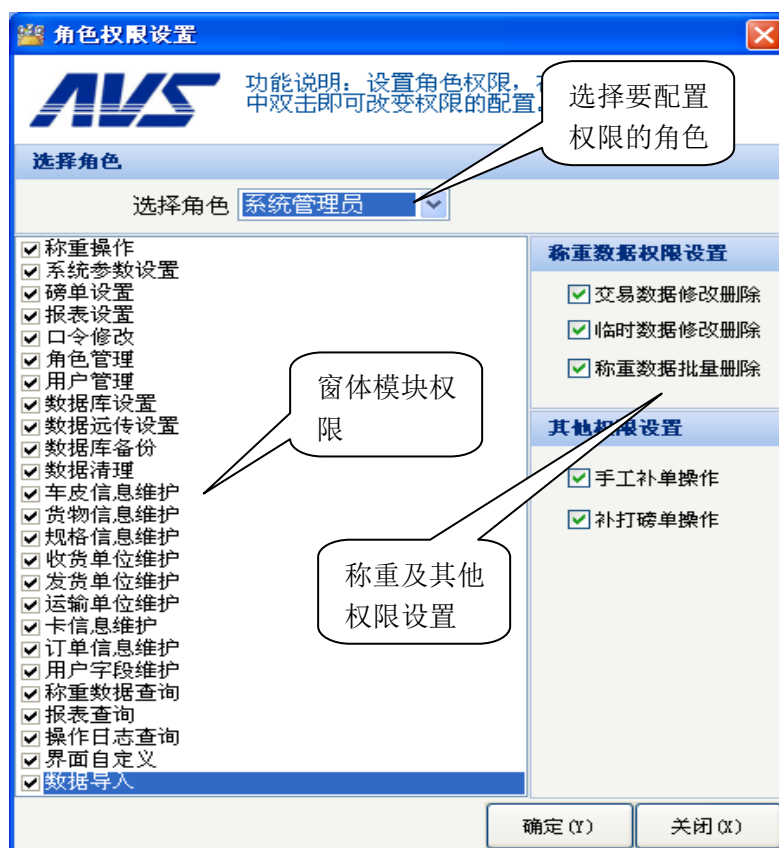 角色权限设置
AVS
功能说明：设置角色权限，在
中双击即可改变权限的配置
选择要配置
权限的角色
选择角色
选择角色 系统管理员
称重操作
系统参数设置
磅单设置
报表设置
口令修改
角色管理
用户管理
数据库设置
数据远传设置
数据库备份
数据清理
车皮信息维护
货物信息维护
规格信息维护
收货单位维护
发货单位维护
运输单位维护
卡信息维护
订单信息维护
用户字段维护
称重数据查询
报表查询
操作日志查询
界面自定义
数据导入
窗体模块权
限
称重数据权限设置
交易数据修改删除
临时数据修改删除
称重数据批量删除
其他权限设置
手工补单操作
补打磅单操作
称重及其他
权限设置
确定(Y)
关闭(X)